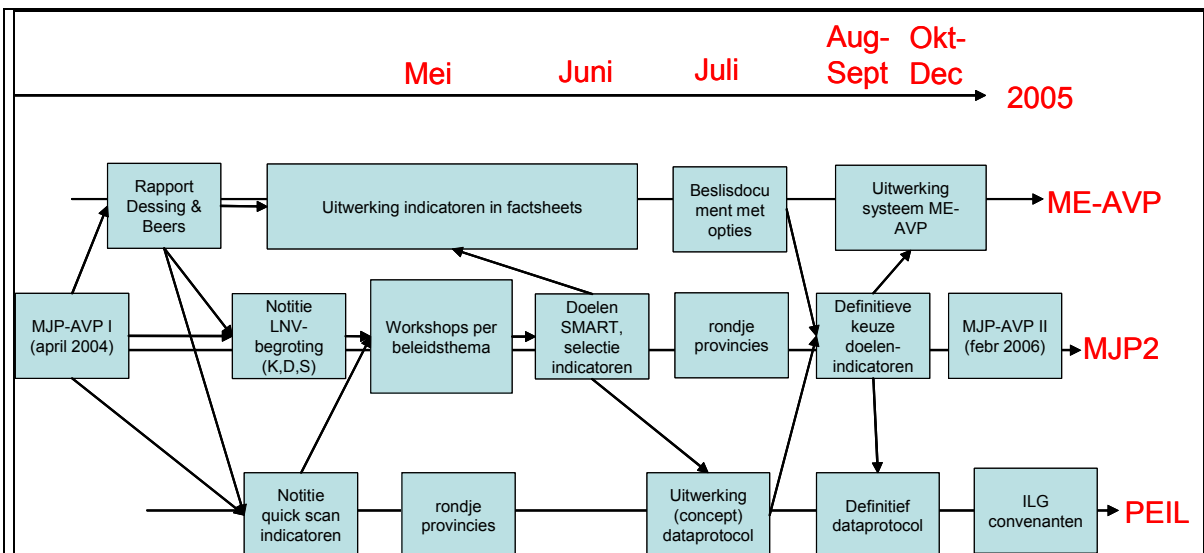 Mei
Juni
Juli
Aug-
Sept
Okt-
Dec
2005
Rapport
Dessing &
Beers
Uitwerking indicatoren in factsheets
Beslisdocu
ment met
opties
Uitwerking
systeem ME-
AVP
ME-AVP
MJP-AVP I
(april 2004)
Notitie
LNV-
begroting
(K,D,S)
Workshops per
beleidsthema
Doelen
SMART,
selectie
indicatoren
rondje
provincies
Definitieve
keuze
doelen-
indicatoren
MJP-AVP II
(febr 2006)
MJP2
Notitie
quick scan
indicatoren
rondje
provincies
Uitwerking
(concept)
dataprotocol
Definitief
dataprotocol
ILG
convenanten
PEIL